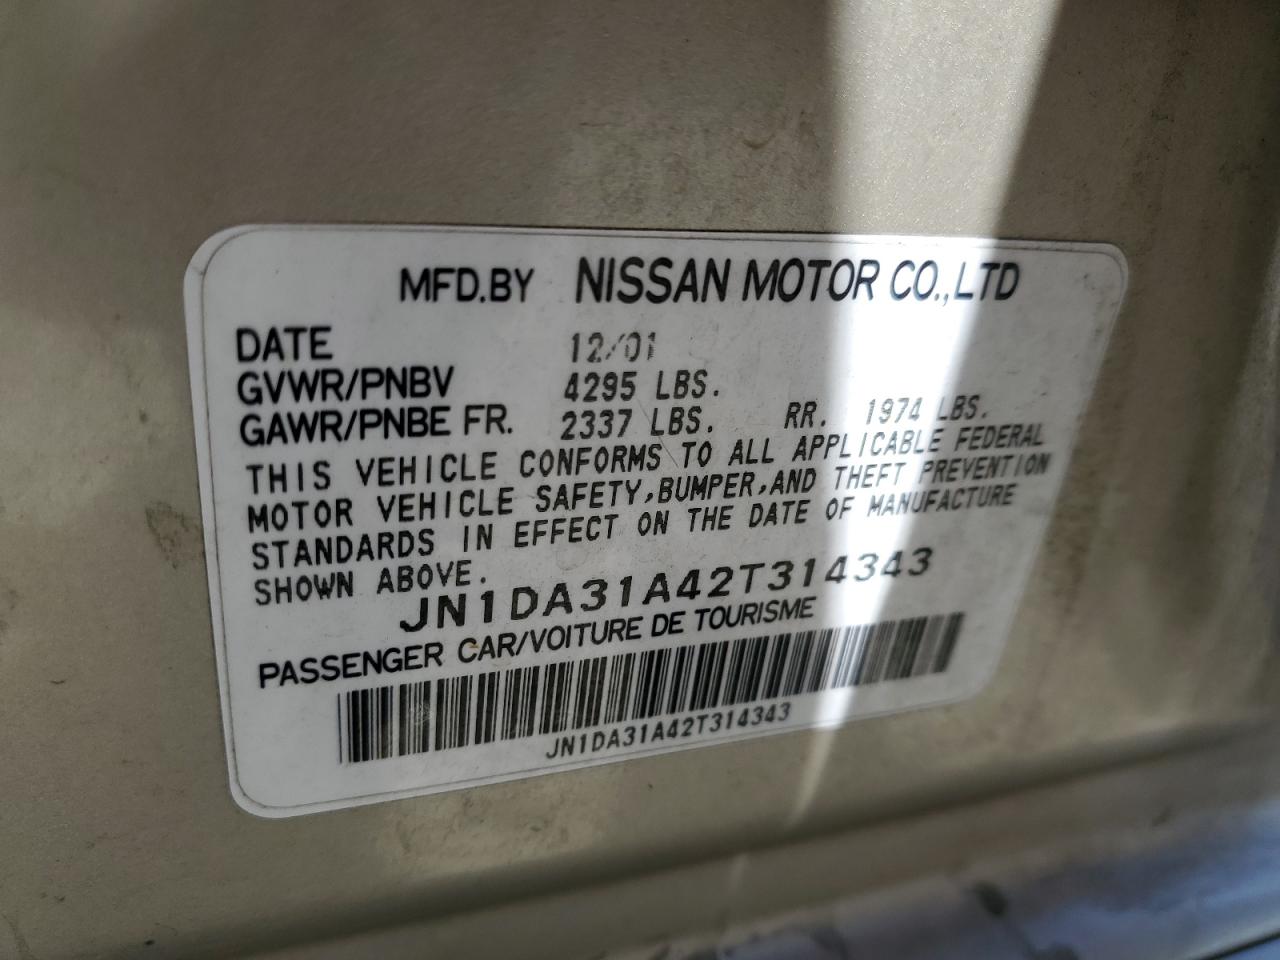 MFD.BY NISSAN MOTOR CO.,LTD
DATE 12/01
GVWR/PNBV 4295 LBS.
GAWR/PNBE FR. 2337 LBS. RR. 1974 LBS.
THIS VEHICLE CONFORMS TO ALL APPLICABLE FEDERAL
MOTOR VEHICLE SAFETY,BUMPER,AND THEFT PREVENTION
STANDARDS IN EFFECT ON THE DATE OF MANUFACTURE
SHOWN ABOVE.
JN1DA31A42T314343
PASSENGER CAR/VOITURE DE TOURISME
JN1DA31A42T314343